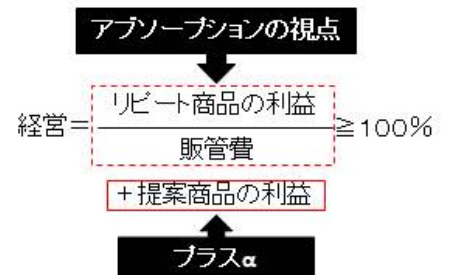 アブソーブションの視点
リピート商品の利益
経営=
販管費
≧100%
+提案商品の利益
プラスα